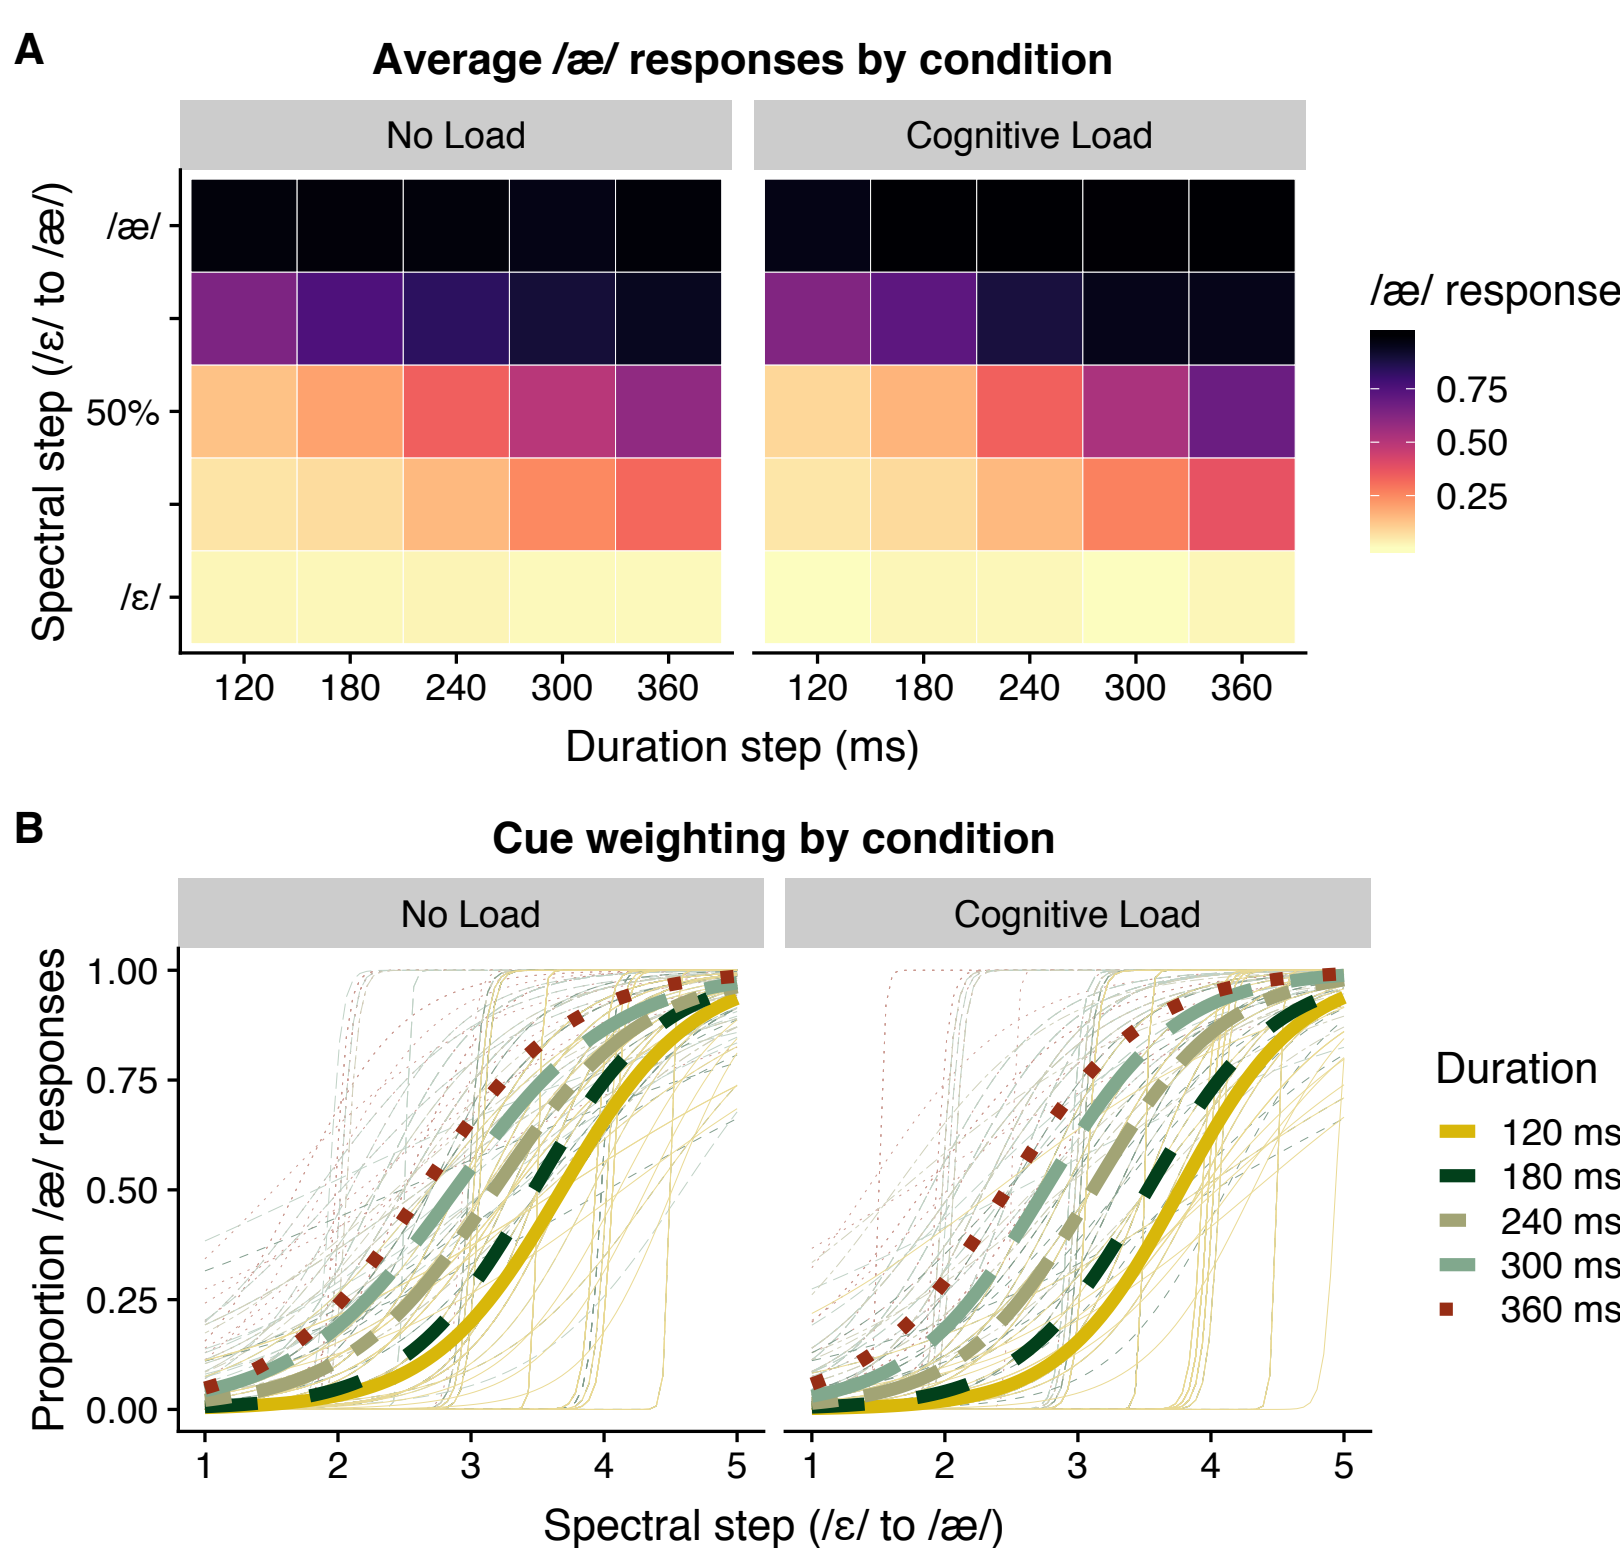 A
Average /æ/ responses by condition
No Load
Cognitive Load
Spectral step (/ɛ/ to /æ/)
/æ/
50%
/ɛ/
120 180 240 300 360
120 180 240 300 360
Duration step (ms)
/æ/ response
0.75
0.50
0.25
B
Cue weighting by condition
No Load
Cognitive Load
Proportion /æ/ responses
1.00
0.75
0.50
0.25
0.00
1 2 3 4 5
1 2 3 4 5
Spectral step (/ɛ/ to /æ/)
Duration
120 ms
180 ms
240 ms
300 ms
360 ms